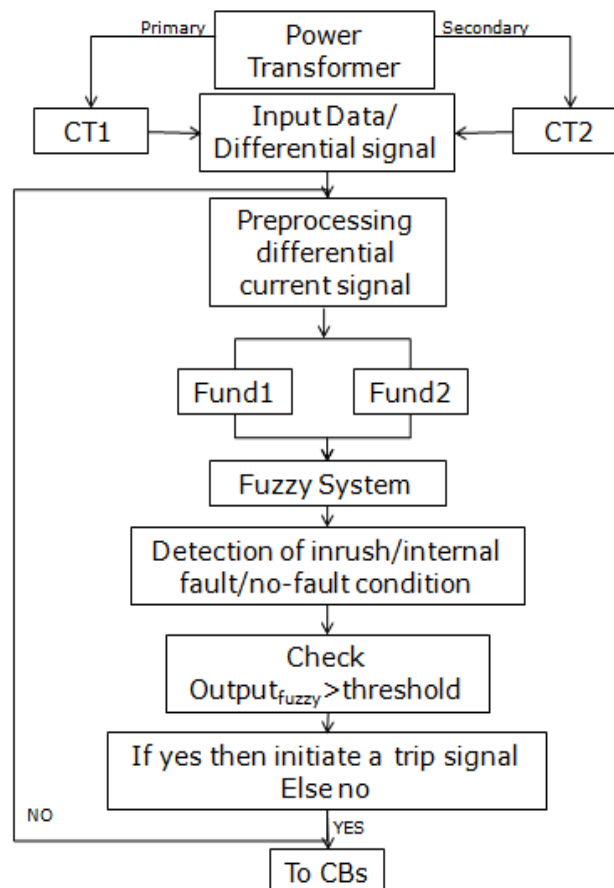 Primary
Power
Transformer
Secondary
CT1
Input Data/
Differential signal
CT2
Preprocessing
differential
current signal
Fund1
Fund2
Fuzzy System
Detection of inrush/internal
fault/no-fault condition
Check
Outputfuzzy>threshold
If yes then initiate a trip signal
Else no
NO
YES
To CBs